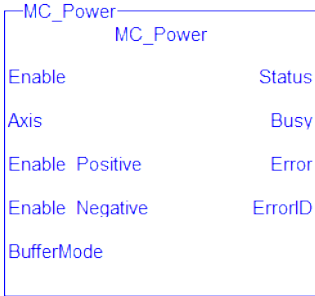 MC_Power
MC_Power
Enable Status
Axis Busy
Enable Positive Error
Enable Negative ErrorID
BufferMode